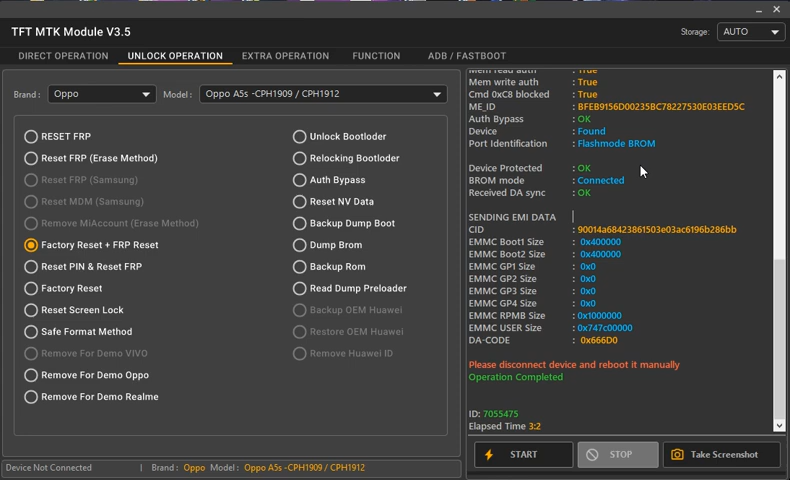 TFT MTK Module V3.5
Storage: AUTO
DIRECT OPERATION UNLOCK OPERATION EXTRA OPERATION FUNCTION ADB / FASTBOOT
Brand : Oppo Model : Oppo A5s -CPH1909 / CPH1912
RESET FRP
Reset FRP (Erase Method)
Reset FRP (Samsung)
Reset MDM (Samsung)
Remove MiAccount (Erase Method)
Factory Reset + FRP Reset
Reset PIN & Reset FRP
Factory Reset
Reset Screen Lock
Safe Format Method
Remove For Demo VIVO
Remove For Demo Oppo
Remove For Demo Realme
Unlock Bootloder
Relocking Bootloder
Auth Bypass
Reset NV Data
Backup Dump Boot
Dump Brom
Backup Rom
Read Dump Preloader
Backup OEM Huawei
Restore OEM Huawei
Remove Huawei ID
Mem read auth : True
Mem write auth : True
Cmd 0xC8 blocked : True
ME_ID : BFEB9156D00235BC78227530E03EED5C
Auth Bypass : OK
Device : Found
Port Identification : Flashmode BROM
Device Protected : OK
BROM mode : Connected
Received DA sync : OK
SENDING EMI DATA |
CID : 90014a68423861503e03ac6196b286bb
EMMC Boot1 Size : 0x400000
EMMC Boot2 Size : 0x400000
EMMC GP1 Size : 0x0
EMMC GP2 Size : 0x0
EMMC GP3 Size : 0x0
EMMC GP4 Size : 0x0
EMMC RPMB Size : 0x1000000
EMMC USER Size : 0x747c00000
DA-CODE : 0x666D0
Please disconnect device and reboot it manually
Operation Completed
ID: 7055475
Elapsed Time 3:2
START STOP Take Screenshot
Device Not Connected | Brand : Oppo Model : Oppo A5s -CPH1909 / CPH1912